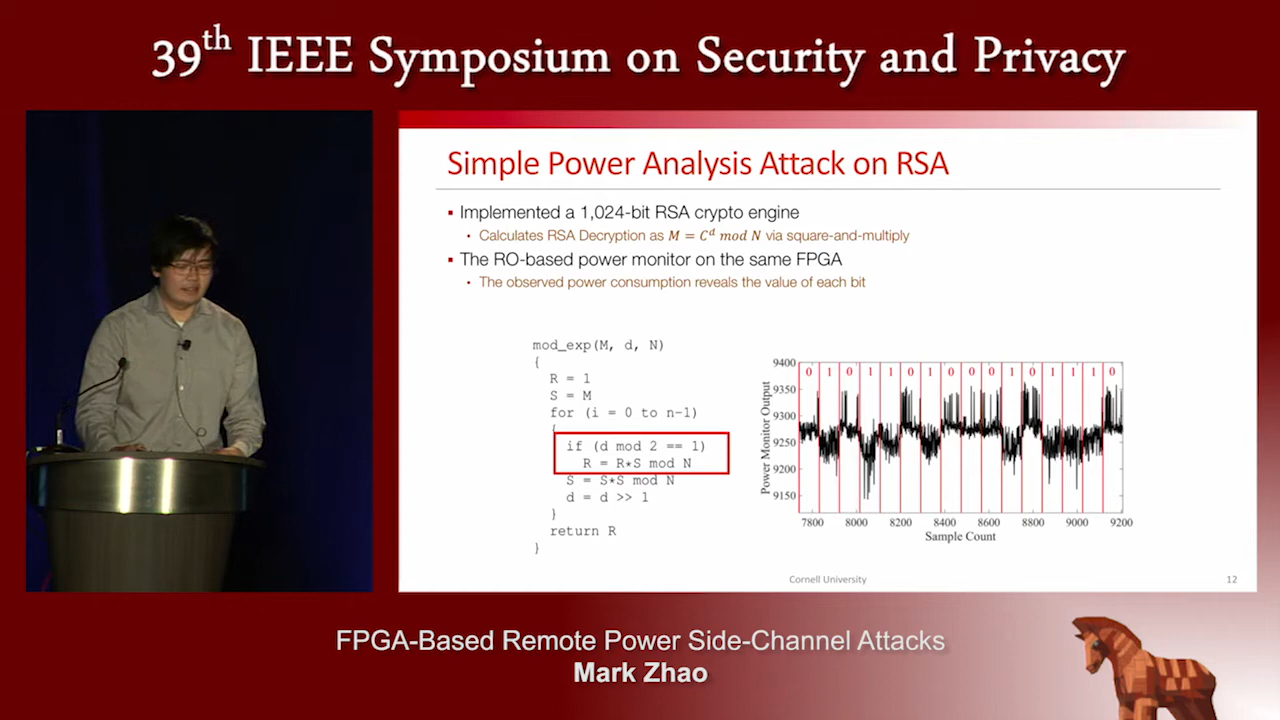 39th IEEE Symposium on Security and Privacy
Simple Power Analysis Attack on RSA
▪ Implemented a 1,024-bit RSA crypto engine
• Calculates RSA Decryption as M = C^d mod N via square-and-multiply
▪ The RO-based power monitor on the same FPGA
• The observed power consumption reveals the value of each bit
mod_exp(M, d, N)
{
R = 1
S = M
for (i = 0 to n-1)
{
if (d mod 2 == 1)
R = R*S mod N
S = S*S mod N
d = d >> 1
}
return R
}
Power Monitor Output
9400
9350
9300
9250
9200
9150
0 1 0 1 1 0 1 0 0 0 1 0 1 1 1 0
7800 8000 8200 8400 8600 8800 9000 9200
Sample Count
Cornell University
12
FPGA-Based Remote Power Side-Channel Attacks
Mark Zhao